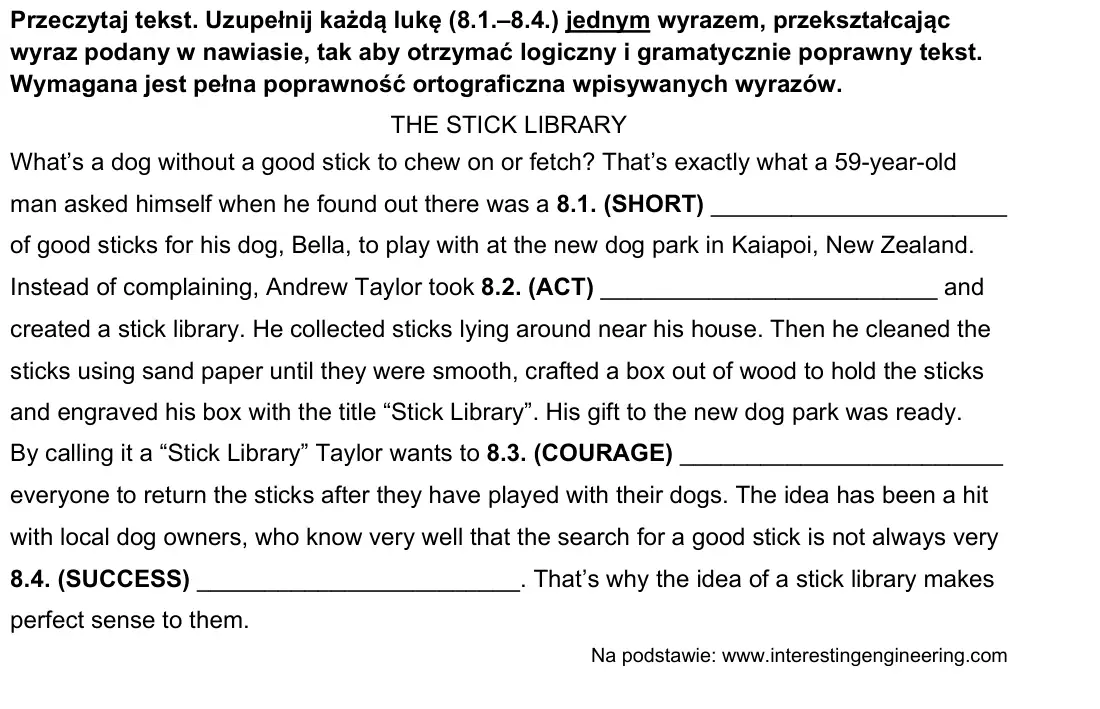 Przeczytaj tekst. Uzupełnij każdą lukę (8.1.–8.4.) jednym wyrazem, przekształcając
wyraz podany w nawiasie, tak aby otrzymać logiczny i gramatycznie poprawny tekst.
Wymagana jest pełna poprawność ortograficzna wpisywanych wyrazów.
THE STICK LIBRARY
What’s a dog without a good stick to chew on or fetch? That’s exactly what a 59-year-old
man asked himself when he found out there was a 8.1. (SHORT) ______________________
of good sticks for his dog, Bella, to play with at the new dog park in Kaiapoi, New Zealand.
Instead of complaining, Andrew Taylor took 8.2. (ACT) _________________________ and
created a stick library. He collected sticks lying around near his house. Then he cleaned the
sticks using sand paper until they were smooth, crafted a box out of wood to hold the sticks
and engraved his box with the title “Stick Library”. His gift to the new dog park was ready.
By calling it a “Stick Library” Taylor wants to 8.3. (COURAGE) ________________________
everyone to return the sticks after they have played with their dogs. The idea has been a hit
with local dog owners, who know very well that the search for a good stick is not always very
8.4. (SUCCESS) ________________________. That’s why the idea of a stick library makes
perfect sense to them.
Na podstawie: www.interestingengineering.com